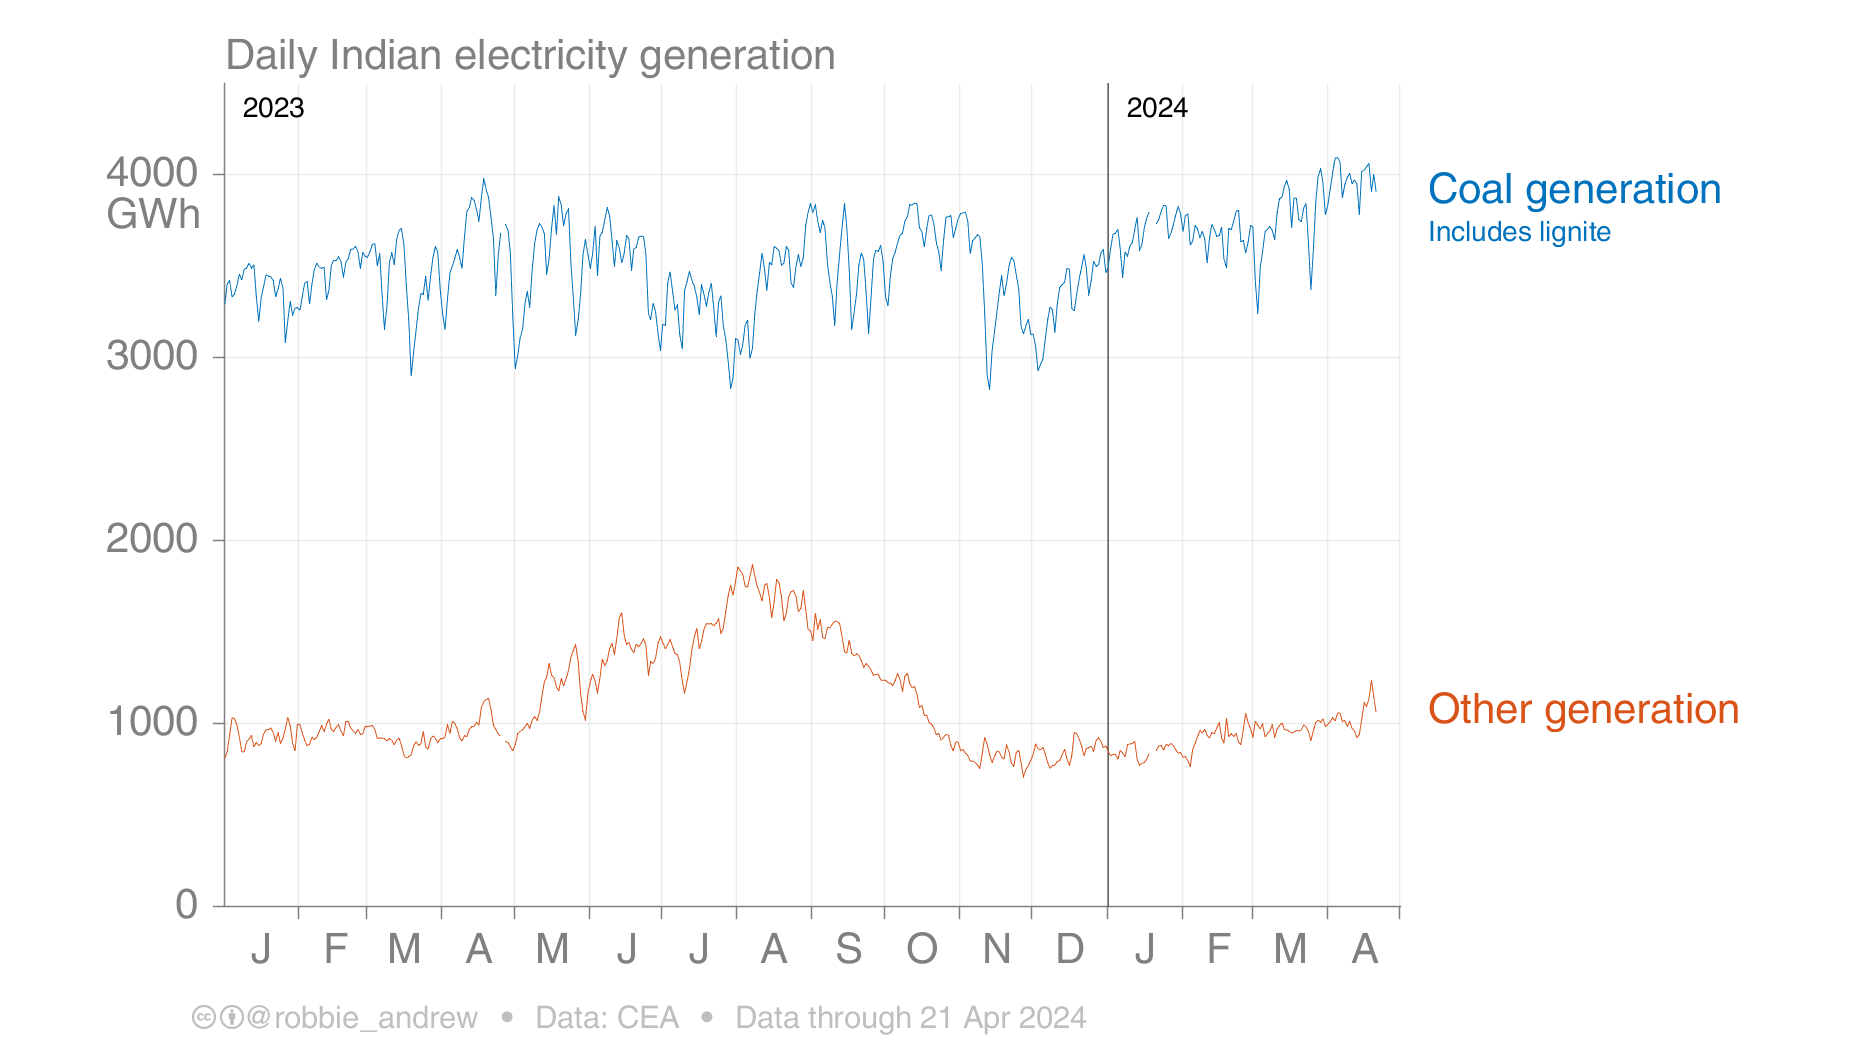 Daily Indian electricity generation
2023
2024
4000
GWh
3000
2000
1000
0
Coal generation
Includes lignite
Other generation
J F M A M J J A S O N D J F M A
cc @robbie_andrew • Data: CEA • Data through 21 Apr 2024